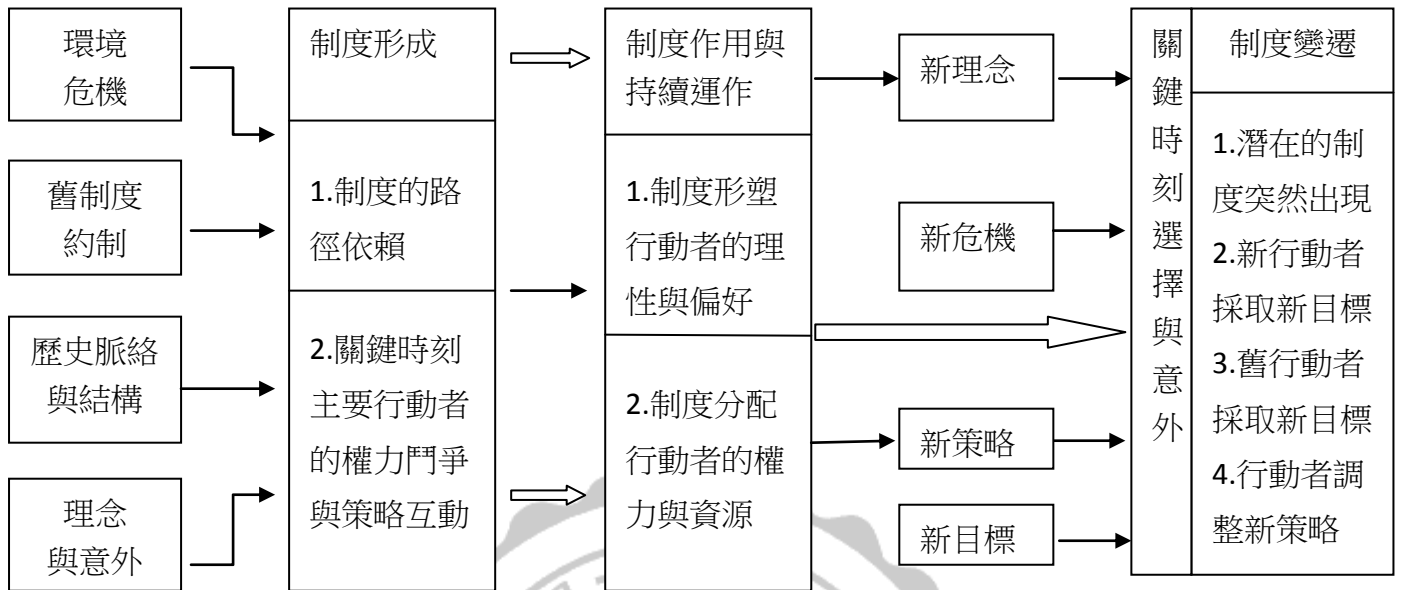 環境
危機
舊制度
約制
歷史脈絡
與結構
理念
與意外
制度形成
1.制度的路
徑依賴
2.關鍵時刻
主要行動者
的權力鬥爭
與策略互動
制度作用與
持續運作
1.制度形塑
行動者的理
性與偏好
2.制度分配
行動者的權
力與資源
新理念
新危機
新策略
新目標
關鍵時刻選擇與意外
制度變遷
1.潛在的制
度突然出現
2.新行動者
採取新目標
3.舊行動者
採取新目標
4.行動者調
整新策略